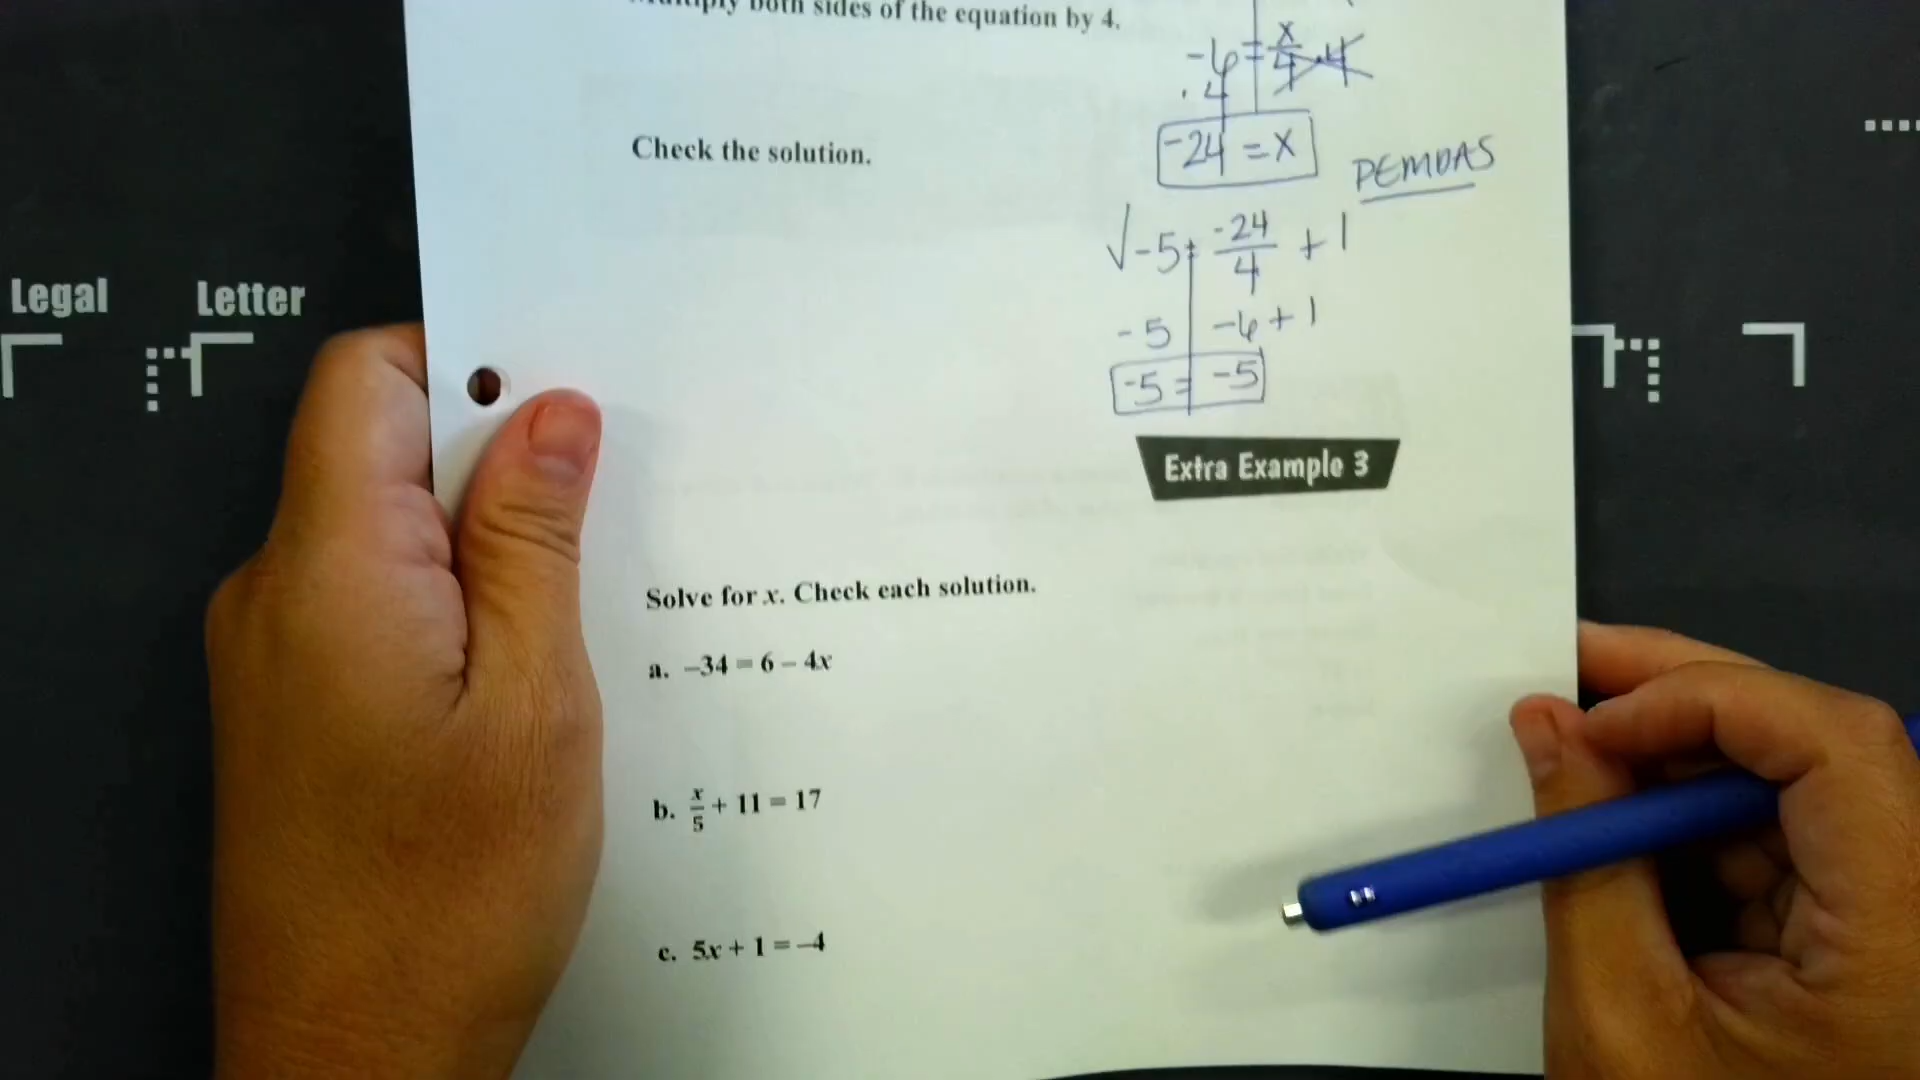 both sides of the equation by 4.
-6 = x/4 · 4
· 4
-24 = x
Check the solution.
PEMDAS
√ -5 = -24/4 + 1
-5 -6 + 1
-5 = -5
Legal Letter
Extra Example 3
Solve for x. Check each solution.
a. –34 = 6 – 4x
b. x/5 + 11 = 17
c. 5x + 1 = –4